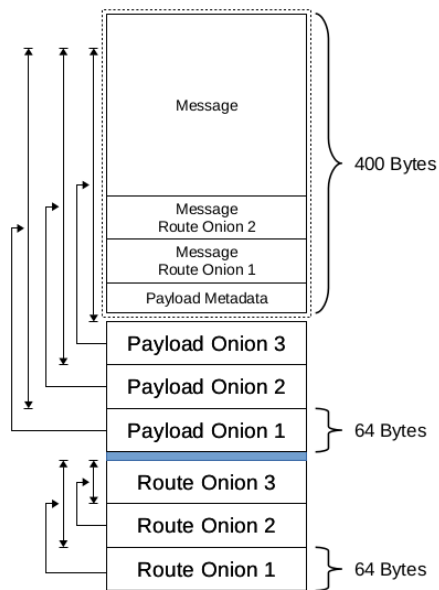 Message
400 Bytes
Message
Route Onion 2
Message
Route Onion 1
Payload Metadata
Payload Onion 3
Payload Onion 2
Payload Onion 1
64 Bytes
Route Onion 3
Route Onion 2
Route Onion 1
64 Bytes